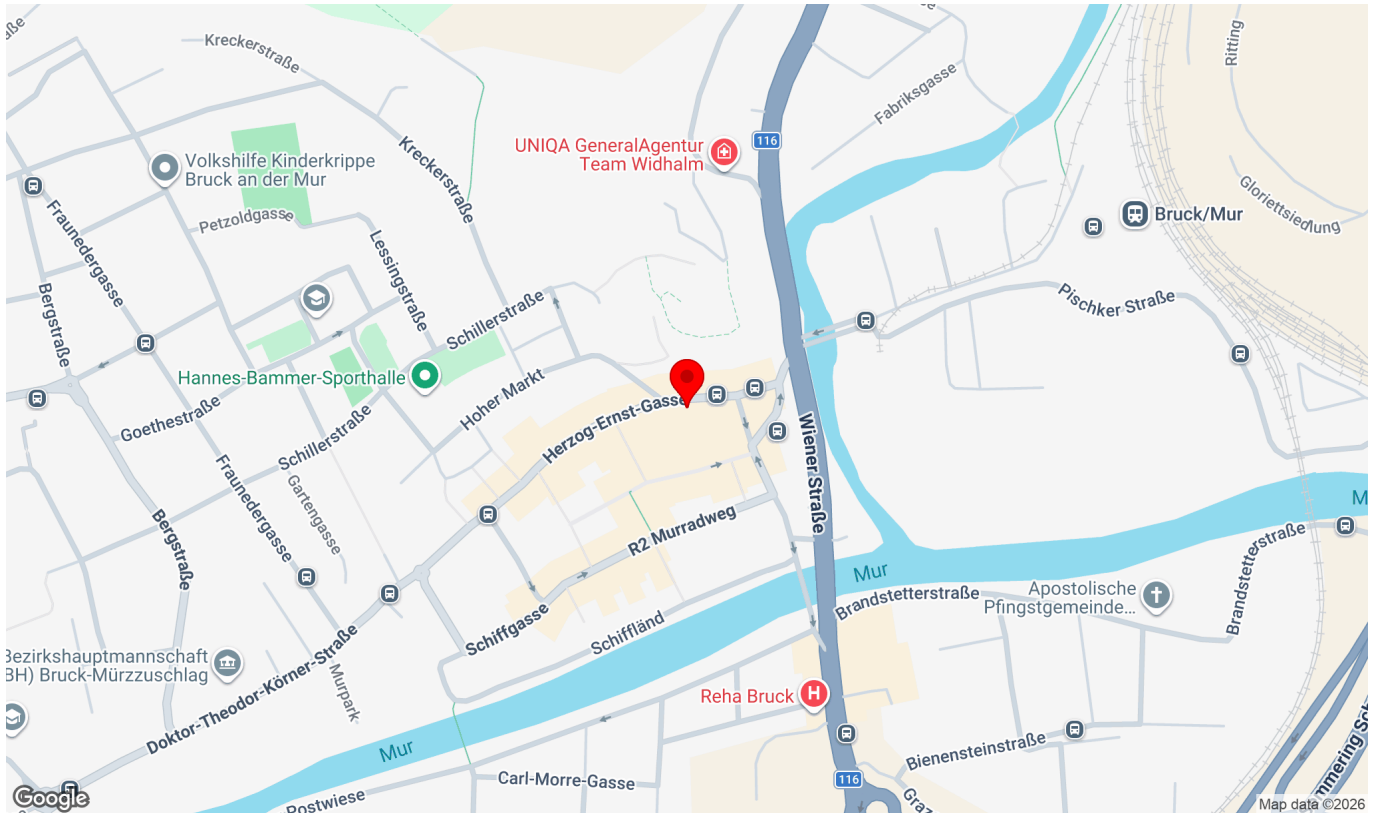 Kreckerstraße
Ritting
Fabriksgasse
116
UNIQA GeneralAgentur
Team Widhalm
Kreckerstraße
Volkshilfe Kinderkrippe
Bruck an der Mur
Petzoldgasse
Gloriettsiedlung
Bruck/Mur
Fraunedergasse
Lessingstraße
Bergstraße
Schillerstraße
Pischker Straße
Hannes-Bammer-Sporthalle
Hoher Markt
Goethestraße
Herzog-Ernst-Gasse
Schillerstraße
Wiener Straße
Fraunedergasse
Gartengasse
Bergstraße
R2 Murradweg
Mur
Brandstetterstraße
Apostolische
Pfingstgemeinde...
Brandstetterstraße
Schiffgasse
Schiffländ
Bezirkshauptmannschaft
(BH) Bruck-Mürzzuschlag
Murpark-
Doktor-Theodor-Körner-Straße
Reha Bruck
H
Mur
Bienensteinstraße
Carl-Morre-Gasse
116
Postwiese
Graz
Google
Map data ©2026